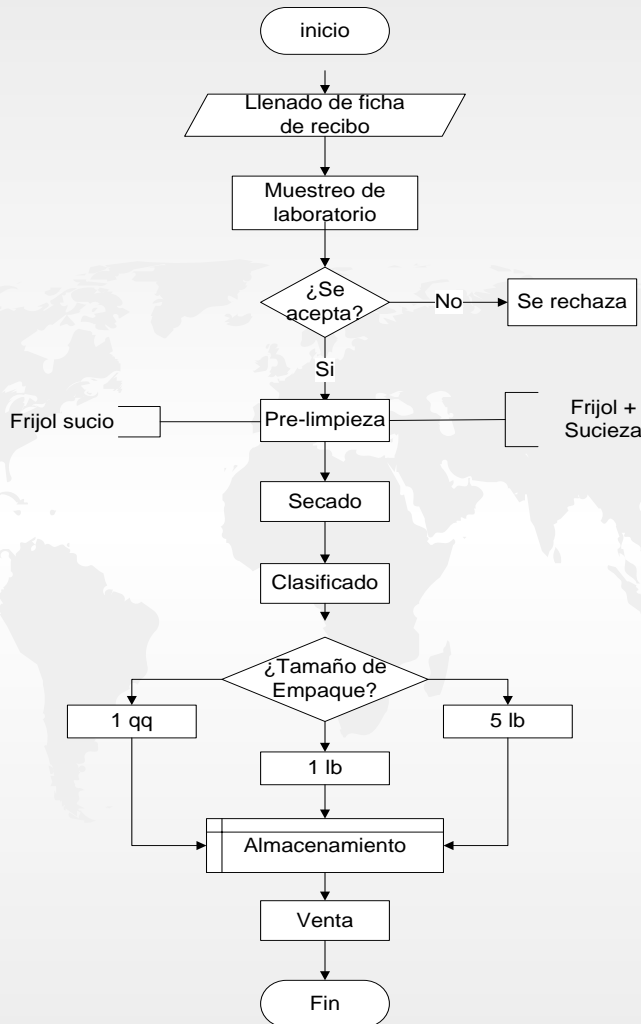 inicio
Llenado de ficha
de recibo
Muestreo de
laboratorio
¿Se
acepta?
No
Se rechaza
Si
Frijol sucio
Pre-limpieza
Frijol +
Sucieza
Secado
Clasificado
¿Tamaño de
Empaque?
1 qq
5 lb
1 lb
Almacenamiento
Venta
Fin